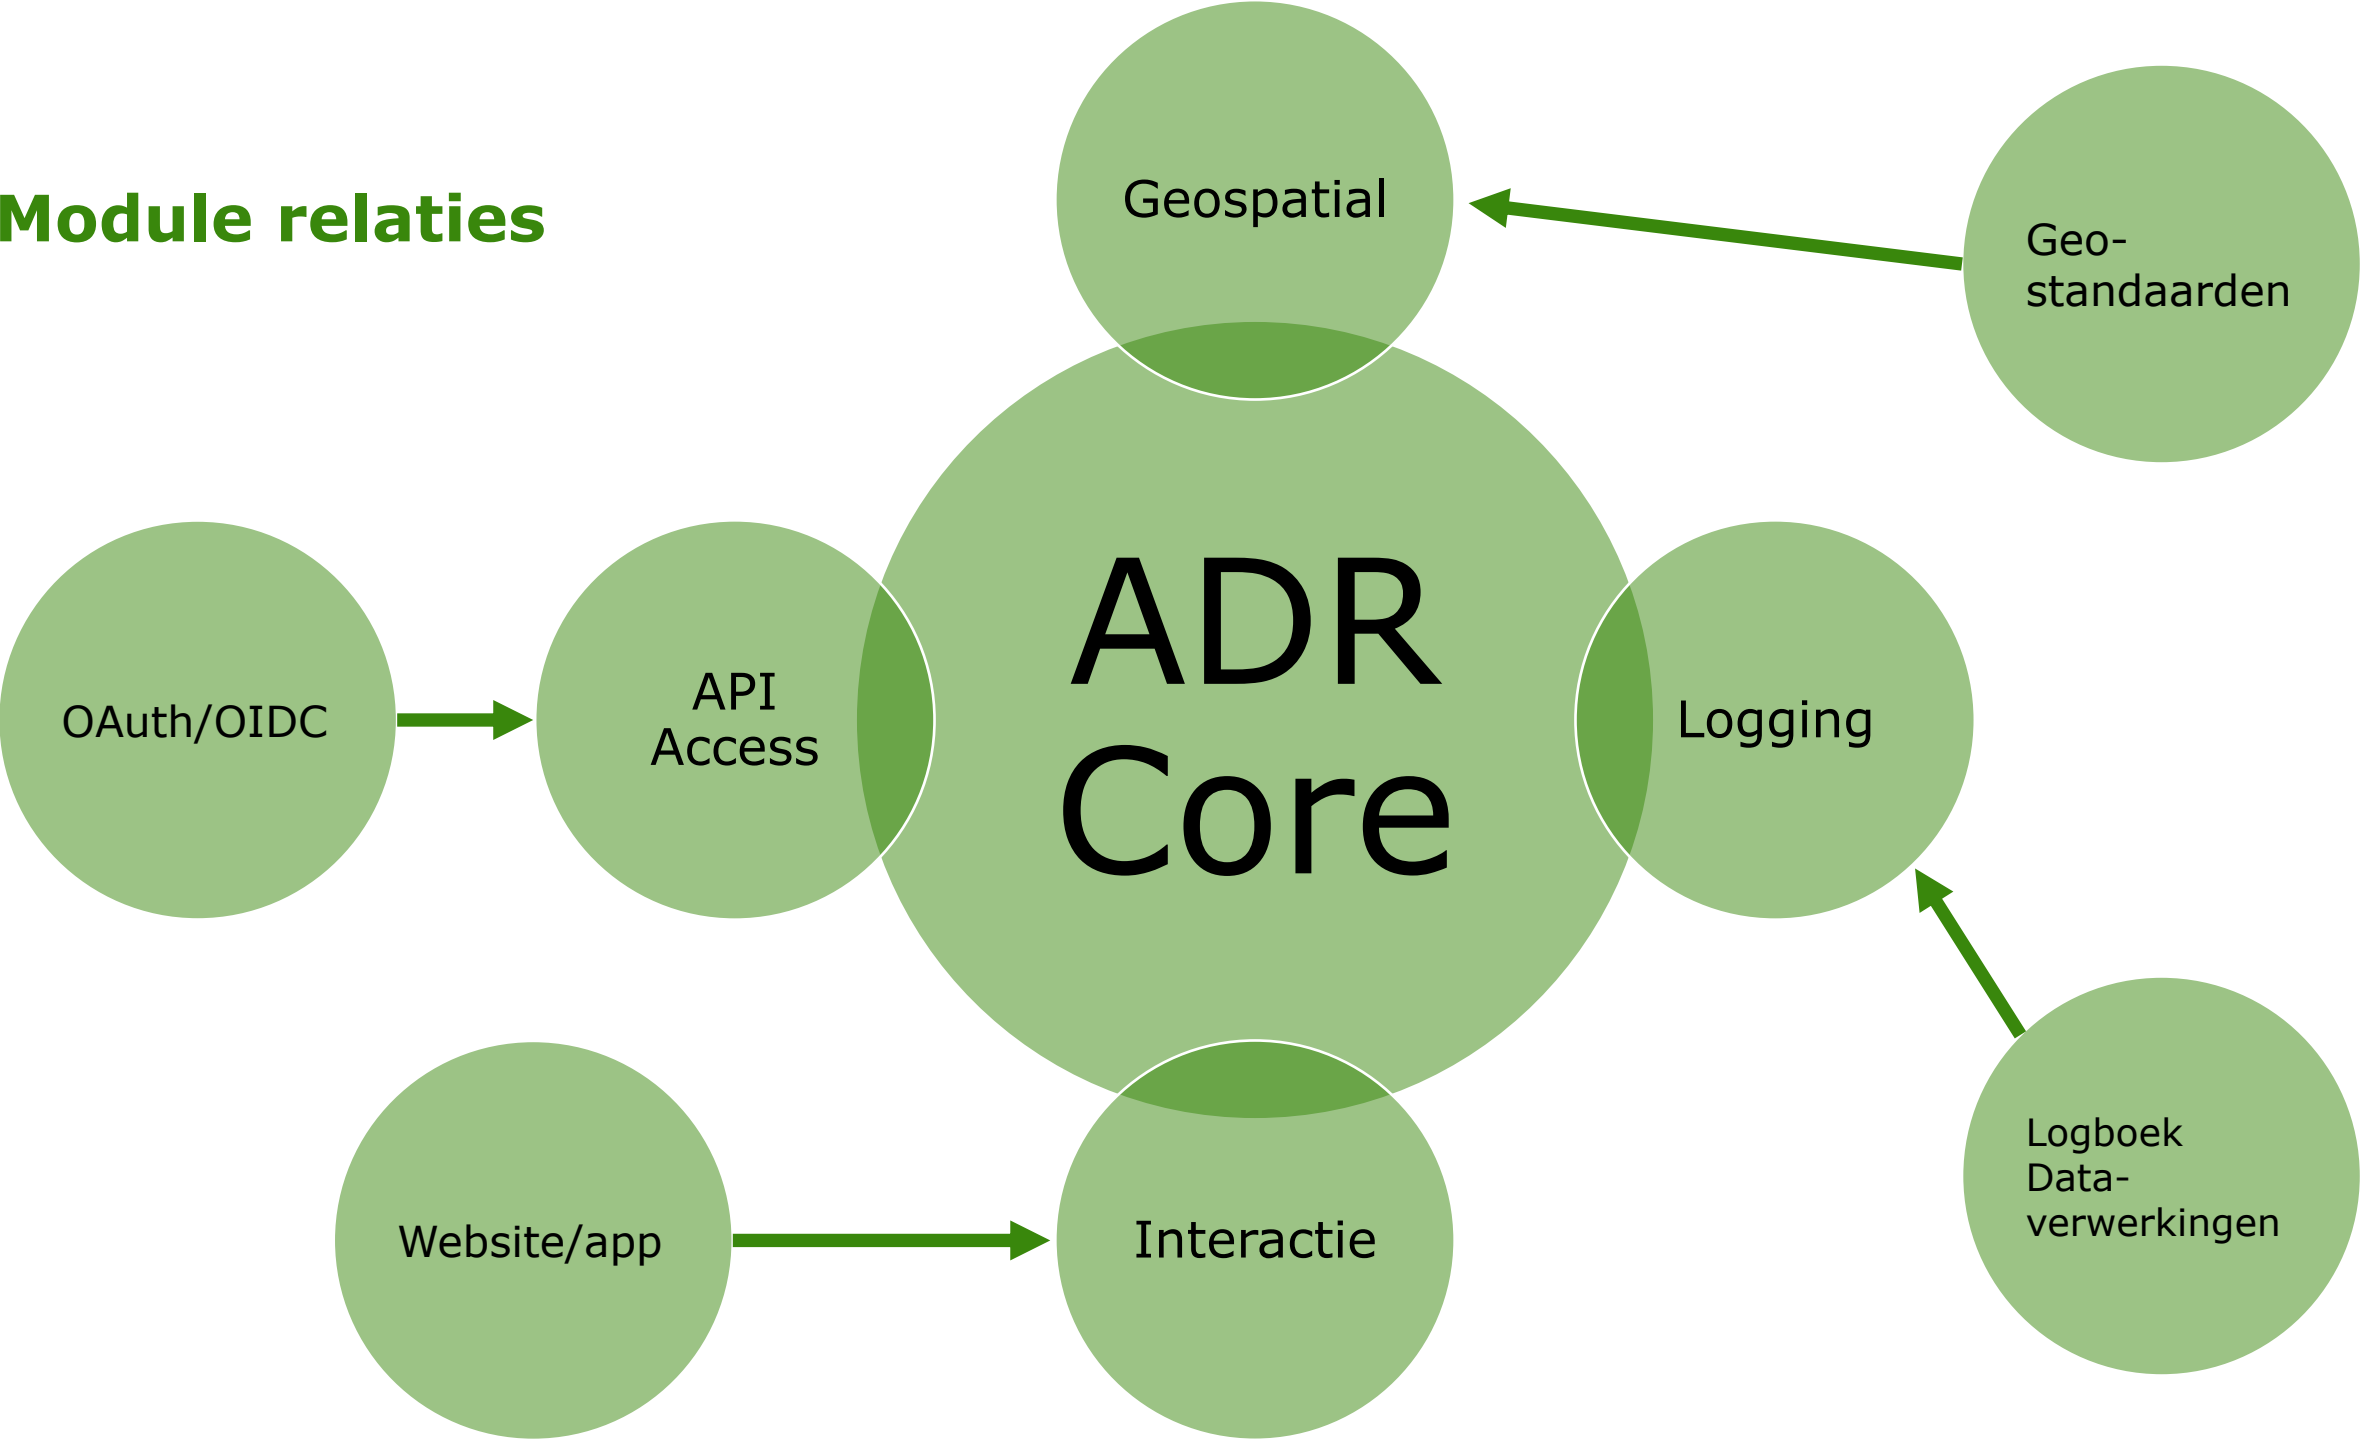 Module relaties
Geospatial
Geo-
standaarden
OAuth/OIDC
API
Access
ADR
Core
Logging
Website/app
Interactie
Logboek
Data-
verwerkingen